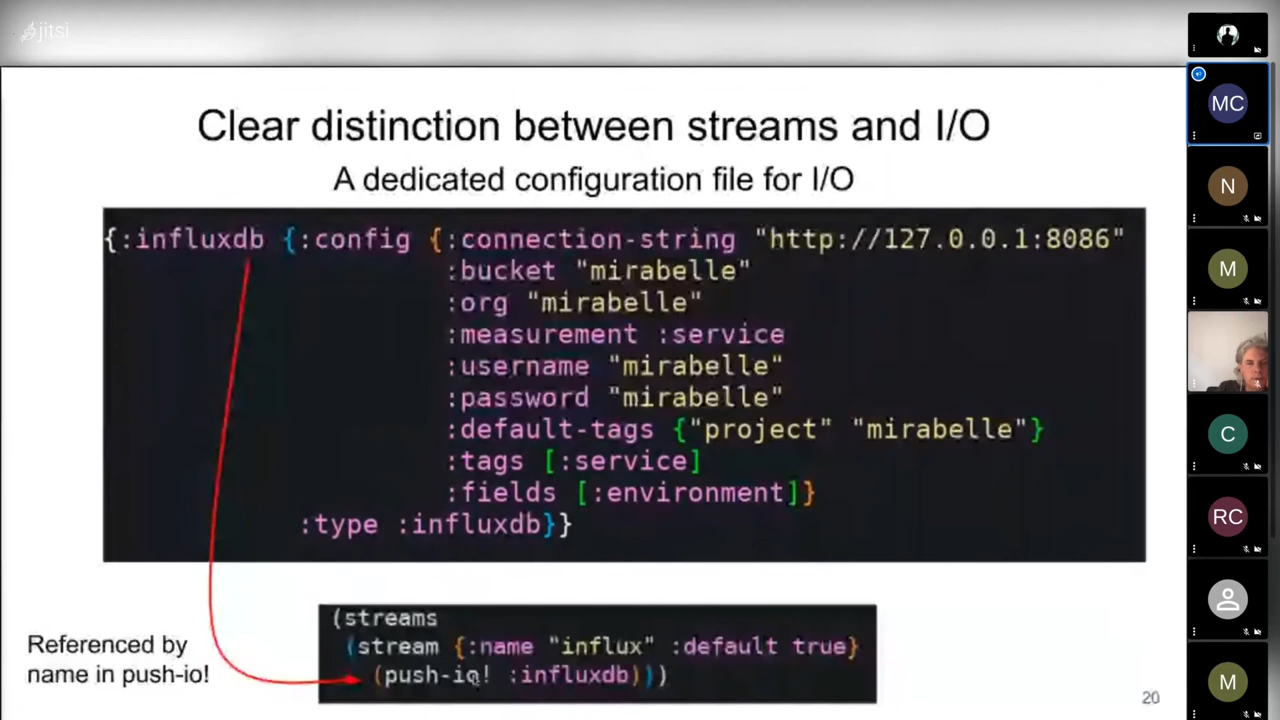 jitsi
Clear distinction between streams and I/O
A dedicated configuration file for I/O
{:influxdb {:config {:connection-string "http://127.0.0.1:8086"
:bucket "mirabelle"
:org "mirabelle"
:measurement :service
:username "mirabelle"
:password "mirabelle"
:default-tags {"project" "mirabelle"}
:tags [:service]
:fields [:environment]}
:type :influxdb}}
(streams
(stream {:name "influx" :default true}
(push-io! :influxdb)))
Referenced by
name in push-io!
20
MC
N
M
C
RC
M